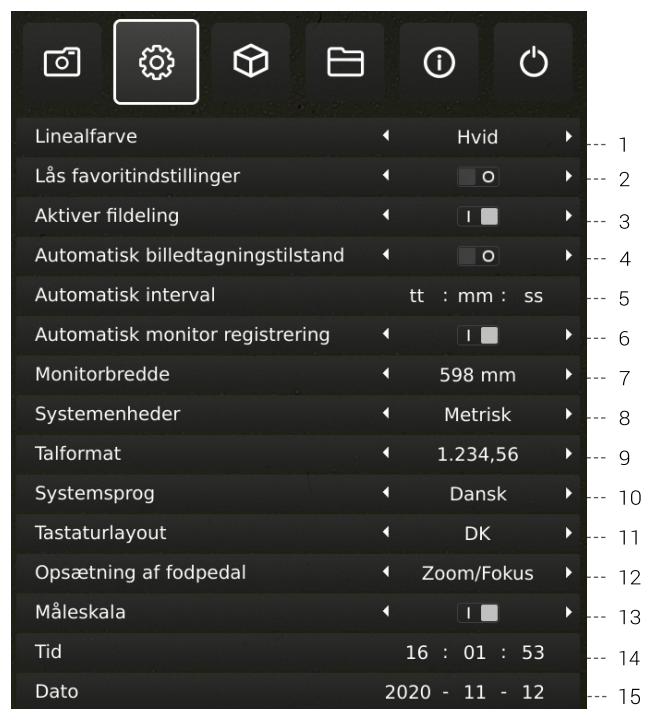 Linealfarve Hvid --- 1
Lås favoritindstillinger O --- 2
Aktiver fildeling I --- 3
Automatisk billedtagningstilstand O --- 4
Automatisk interval tt : mm : ss --- 5
Automatisk monitor registrering I --- 6
Monitorbredde 598 mm --- 7
Systemenheder Metrisk --- 8
Talformat 1.234,56 --- 9
Systemsprog Dansk --- 10
Tastaturlayout DK --- 11
Opsætning af fodpedal Zoom/Fokus --- 12
Måleskala I --- 13
Tid 16 : 01 : 53 --- 14
Dato 2020 - 11 - 12 --- 15